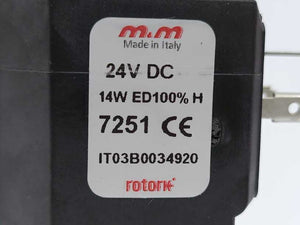 m&m
Made in Italy
24V DC
14W ED100% H
7251 CE
IT03B0034920
rotork